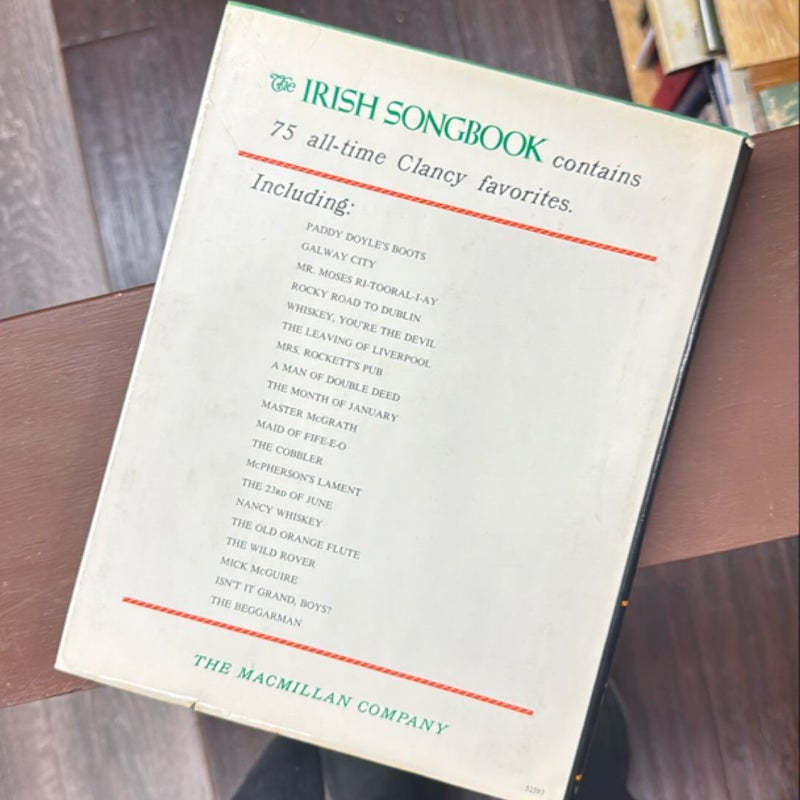 The IRISH SONGBOOK contains
75 all-time Clancy favorites.
Including:
PADDY DOYLE'S BOOTS
GALWAY CITY
MR. MOSES RI-TOORAL-I-AY
ROCKY ROAD TO DUBLIN
WHISKEY, YOU'RE THE DEVIL
THE LEAVING OF LIVERPOOL
MRS. ROCKETT'S PUB
A MAN OF DOUBLE DEED
THE MONTH OF JANUARY
MASTER McGRATH
MAID OF FIFE-E-O
THE COBBLER
McPHERSON'S LAMENT
THE 23RD OF JUNE
NANCY WHISKEY
THE OLD ORANGE FLUTE
THE WILD ROVER
MICK McGUIRE
ISN'T IT GRAND, BOYS?
THE BEGGARMAN
THE MACMILLAN COMPANY